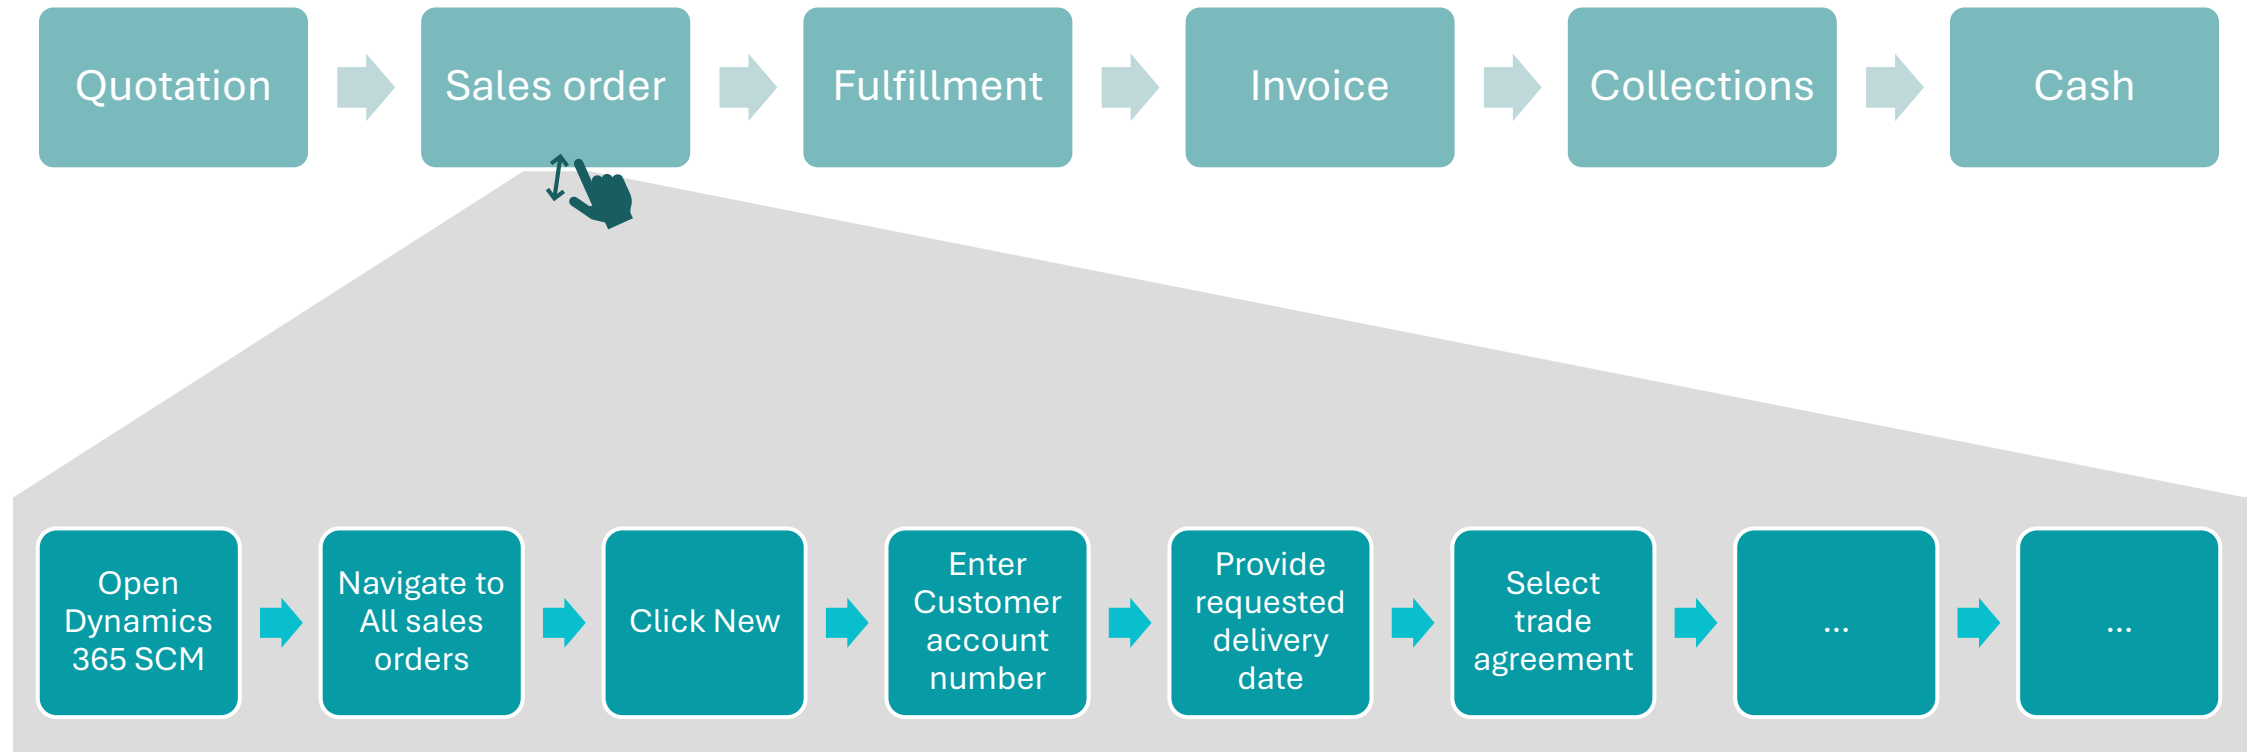 Quotation
Sales order
Fulfillment
Invoice
Collections
Cash
Open
Dynamics
365 SCM
Navigate to
All sales
orders
Click New
Enter
Customer
account
number
Provide
requested
delivery
date
Select
trade
agreement
...
...